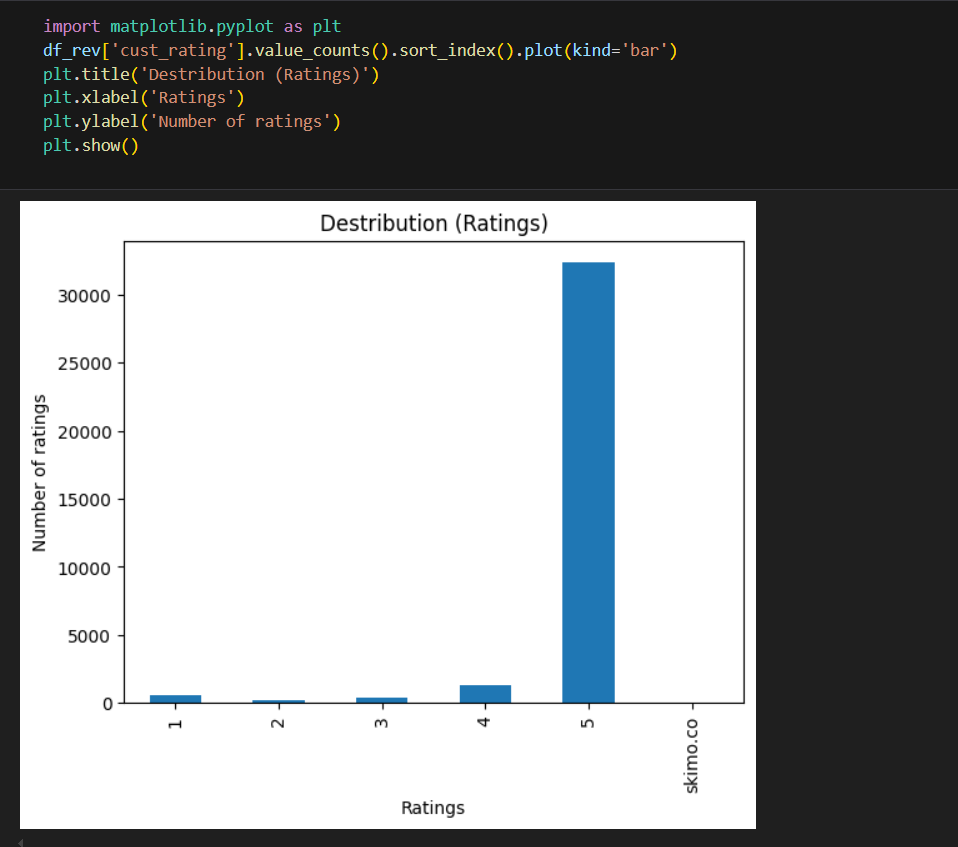 import matplotlib.pyplot as plt
df_rev['cust_rating'].value_counts().sort_index().plot(kind='bar')
plt.title('Destribution (Ratings)')
plt.xlabel('Ratings')
plt.ylabel('Number of ratings')
plt.show()
Destribution (Ratings)
Number of ratings
30000
25000
20000
15000
10000
5000
0
1
2
3
4
5
skimo.co
Ratings